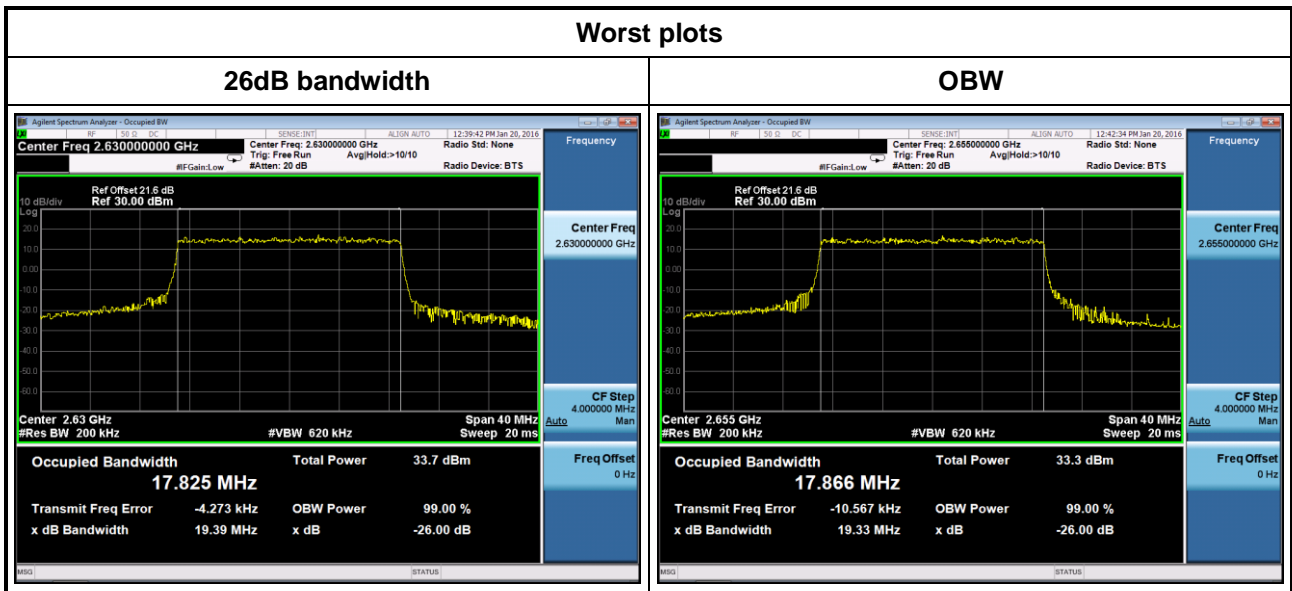 Worst plots
26dB bandwidth
OBW
Agilent Spectrum Analyzer - Occupied BW
RF 50 Ω DC SENSE:INT ALIGN AUTO 12:39:42 PM Jan 20, 2016
Center Freq 2.630000000 GHz
Center Freq: 2.630000000 GHz
Radio Std: None
Trig: Free Run Avg|Hold:>10/10
#IFGain:Low
#Atten: 20 dB
Radio Device: BTS
Ref Offset 21.6 dB
10 dB/div Ref 30.00 dBm
Log
20.0
10.0
0.00
-10.0
-20.0
-30.0
-40.0
-50.0
-60.0
Center 2.63 GHz Span 40 MHz
#Res BW 200 kHz #VBW 620 kHz Sweep 20 ms
Occupied Bandwidth Total Power 33.7 dBm
17.825 MHz
Transmit Freq Error -4.273 kHz OBW Power 99.00 %
x dB Bandwidth 19.39 MHz x dB -26.00 dB
MSG STATUS
Frequency
Center Freq
2.630000000 GHz
CF Step
4.000000 MHz
Auto Man
Freq Offset
0 Hz
Agilent Spectrum Analyzer - Occupied BW
RF 50 Ω DC SENSE:INT ALIGN AUTO 12:42:34 PM Jan 20, 2016
Center Freq: 2.655000000 GHz
Radio Std: None
Trig: Free Run Avg|Hold:>10/10
#IFGain:Low
#Atten: 20 dB
Radio Device: BTS
Ref Offset 21.6 dB
10 dB/div Ref 30.00 dBm
Log
20.0
10.0
0.00
-10.0
-20.0
-30.0
-40.0
-50.0
-60.0
Center 2.655 GHz Span 40 MHz
#Res BW 200 kHz #VBW 620 kHz Sweep 20 ms
Occupied Bandwidth Total Power 33.3 dBm
17.866 MHz
Transmit Freq Error -10.567 kHz OBW Power 99.00 %
x dB Bandwidth 19.33 MHz x dB -26.00 dB
MSG STATUS
Frequency
Center Freq
2.655000000 GHz
CF Step
4.000000 MHz
Auto Man
Freq Offset
0 Hz